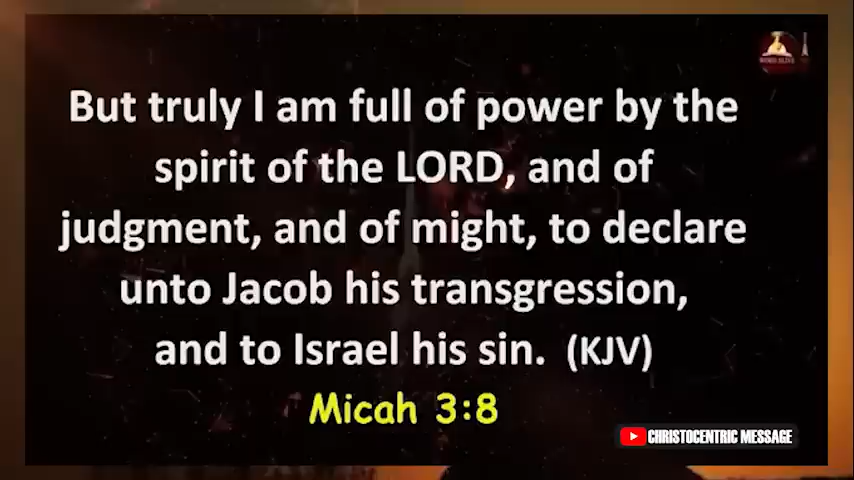 But truly I am full of power by the
spirit of the LORD, and of
judgment, and of might, to declare
unto Jacob his transgression,
and to Israel his sin. (KJV)
Micah 3:8
CHRISTOCENTRIC MESSAGE